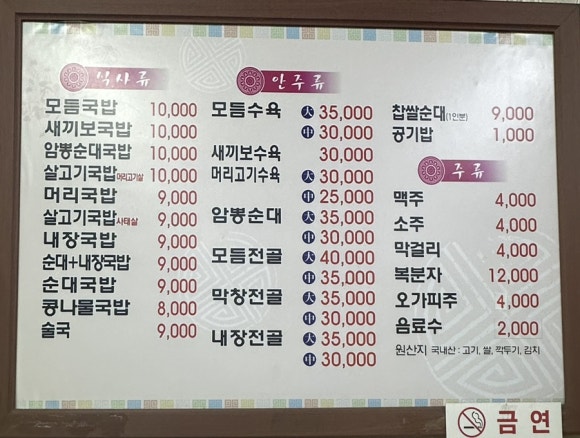 식사류
모듬국밥 10,000
새끼보국밥 10,000
암뽕순대국밥 10,000
살고기국밥 머리고기살 10,000
머리국밥 9,000
살고기국밥 사태살 9,000
내장국밥 9,000
순대+내장국밥 9,000
순대국밥 9,000
콩나물국밥 8,000
술국 9,000
안주류
모듬수육 大 35,000
中 30,000
새끼보수육 30,000
머리고기수육 大 30,000
中 25,000
암뽕순대 大 35,000
中 30,000
모듬전골 大 40,000
中 35,000
막창전골 大 35,000
中 30,000
내장전골 大 35,000
中 30,000
찹쌀순대(1인분) 9,000
공기밥 1,000
주류
맥주 4,000
소주 4,000
막걸리 4,000
복분자 12,000
오가피주 4,000
음료수 2,000
원산지 국내산 : 고기, 쌀, 깍두기, 김치
금연